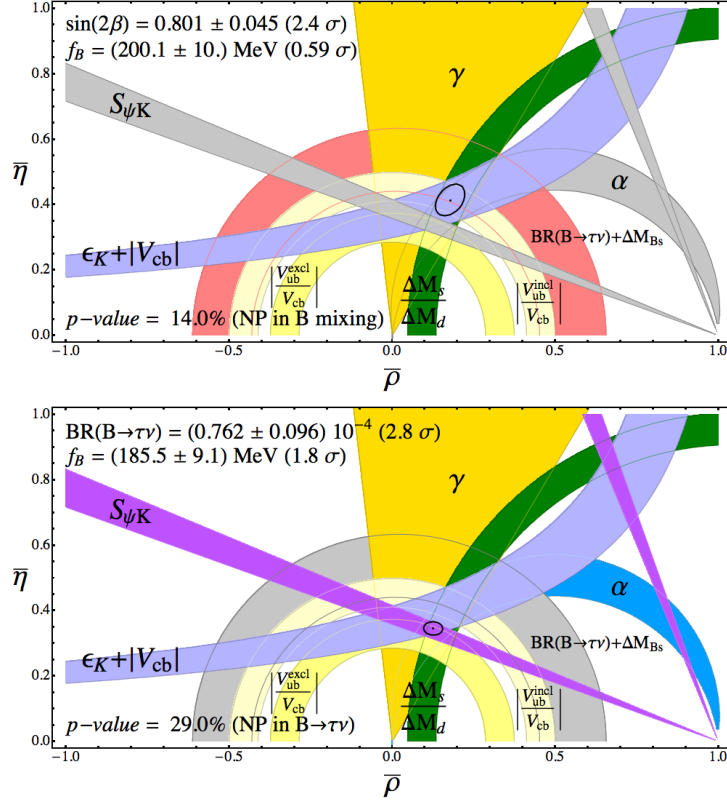 sin(2β) = 0.801 ± 0.045 (2.4 σ)
f_B = (200.1 ± 10.) MeV (0.59 σ)
γ
S_ψK
α
BR(B→τν)+ΔM_Bs
ϵ_K+|V_cb|
|V_ub^excl/V_cb|
ΔM_s/ΔM_d
|V_ub^incl/V_cb|
p-value = 14.0% (NP in B mixing)
η̅
1.0
0.8
0.6
0.4
0.2
0.0
−1.0 −0.5 0.0 0.5 1.0
ρ̅
BR(B→τν) = (0.762 ± 0.096) 10^-4 (2.8 σ)
f_B = (185.5 ± 9.1) MeV (1.8 σ)
γ
S_ψK
α
BR(B→τν)+ΔM_Bs
ϵ_K+|V_cb|
|V_ub^excl/V_cb|
ΔM_s/ΔM_d
|V_ub^incl/V_cb|
p-value = 29.0% (NP in B→τν)
η̅
1.0
0.8
0.6
0.4
0.2
0.0
−1.0 −0.5 0.0 0.5 1.0
ρ̅